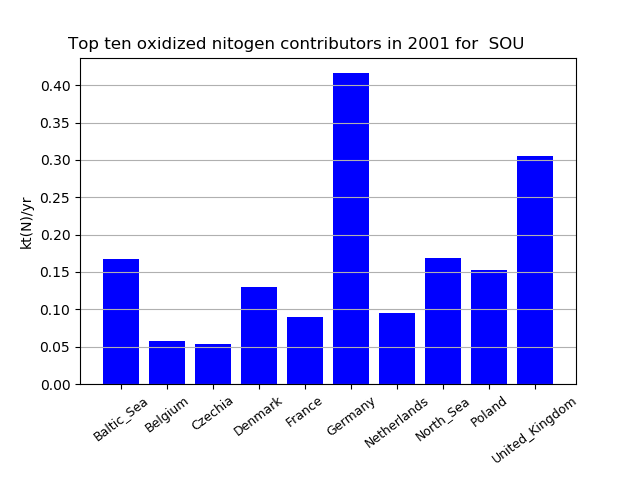 Top ten oxidized nitogen contributors in 2001 for  SOU
kt(N)/yr
0.40
0.35
0.30
0.25
0.20
0.15
0.10
0.05
0.00
Baltic_Sea
Belgium
Czechia
Denmark
France
Germany
Netherlands
North_Sea
Poland
United_Kingdom